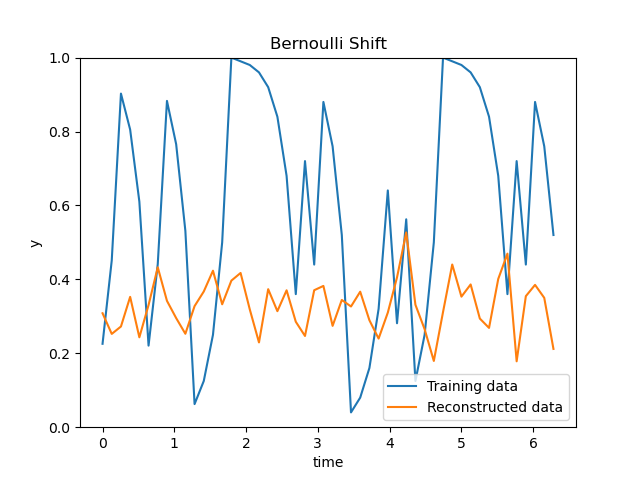 Bernoulli Shift
1.0
0.8
0.6
0.4
0.2
0.0
y
0 1 2 3 4 5 6
time
Training data
Reconstructed data